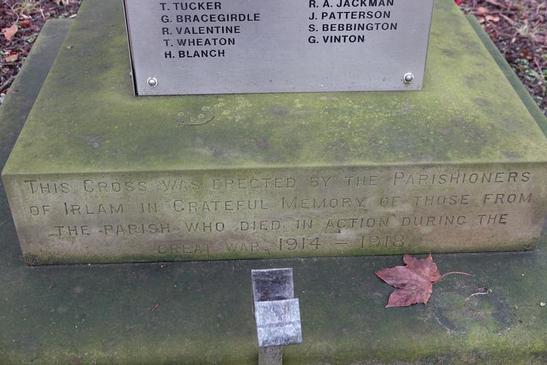 T. TUCKER
G. BRACEGIRDLE
R. VALENTINE
T. WHEATON
H. BLANCH
R. A. JACKMAN
J. PATTERSON
S. BEBBINGTON
G. VINTON
THIS CROSS WAS ERECTED BY THE PARISHIONERS
OF IRLAM IN GRATEFUL MEMORY OF THOSE FROM
THE PARISH WHO DIED IN ACTION DURING THE
GREAT WAR 1914 – 1918